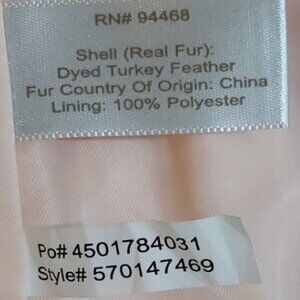 RN# 94468
Shell (Real Fur):
Dyed Turkey Feather
Fur Country Of Origin: China
Lining: 100% Polyester
Po# 4501784031
Style# 570147469